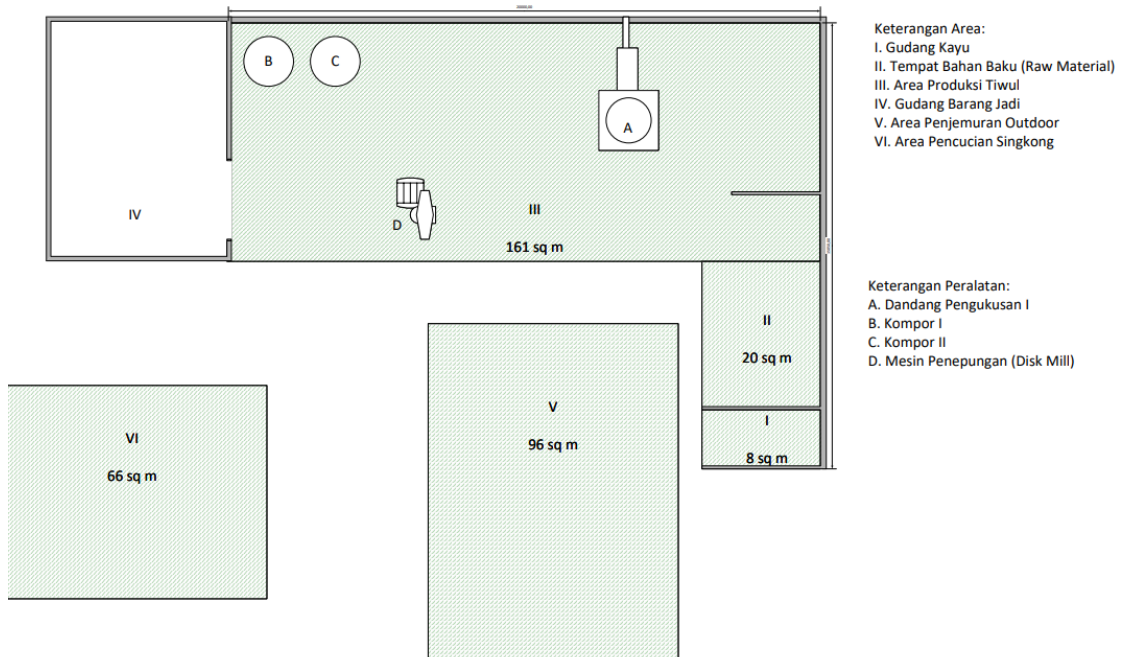 Keterangan Area:
I. Gudang Kayu
II. Tempat Bahan Baku (Raw Material)
III. Area Produksi Tiwul
IV. Gudang Barang Jadi
V. Area Penjemuran Outdoor
VI. Area Pencucian Singkong
B
C
A
IV
III
D
161 sq m
Keterangan Peralatan:
A. Dandang Pengukusan I
B. Kompor I
C. Kompor II
D. Mesin Penepungan (Disk Mill)
II
20 sq m
V
96 sq m
I
8 sq m
VI
66 sq m